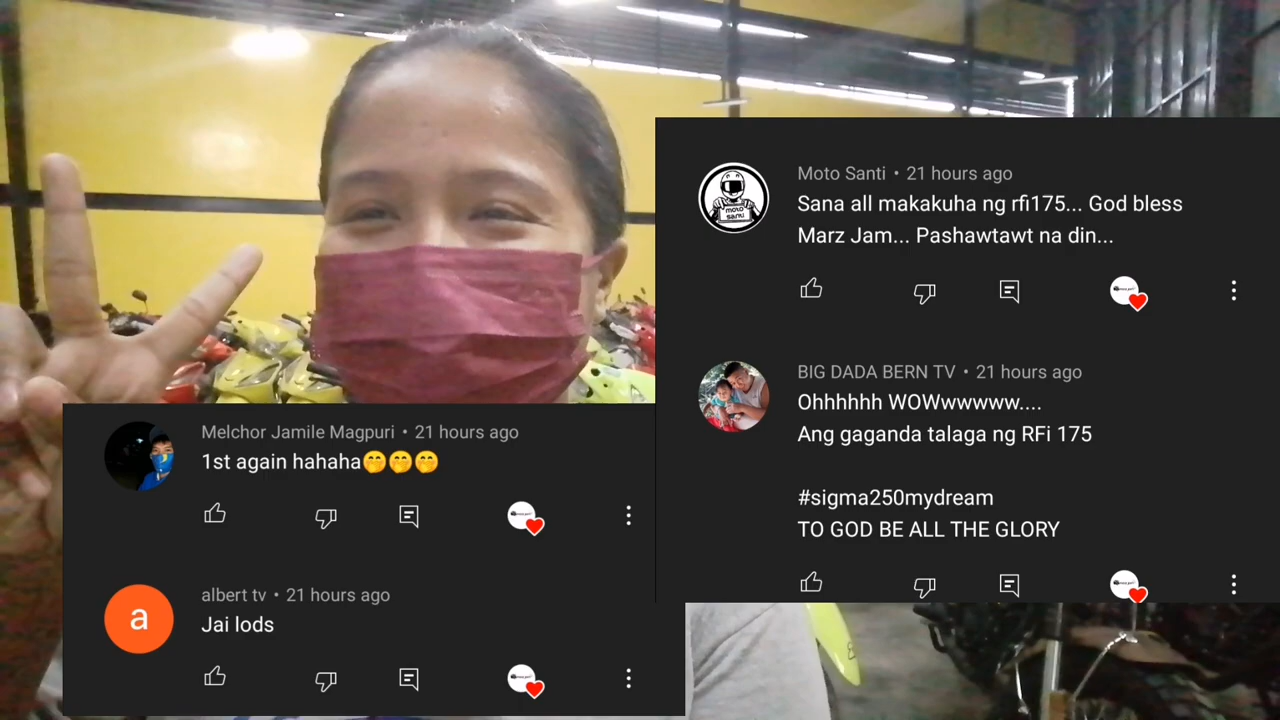 Moto Santi • 21 hours ago
Sana all makakuha ng rfi175... God bless
Marz Jam... Pashawtawt na din...
MOTO
BIG DADA BERN TV • 21 hours ago
Ohhhhhh WOWwwwww....
Ang gaganda talaga ng RFi 175
#sigma250mydream
TO GOD BE ALL THE GLORY
Melchor Jamile Magpuri • 21 hours ago
1st again hahaha🤭🤭🤭
a
albert tv • 21 hours ago
Jai lods